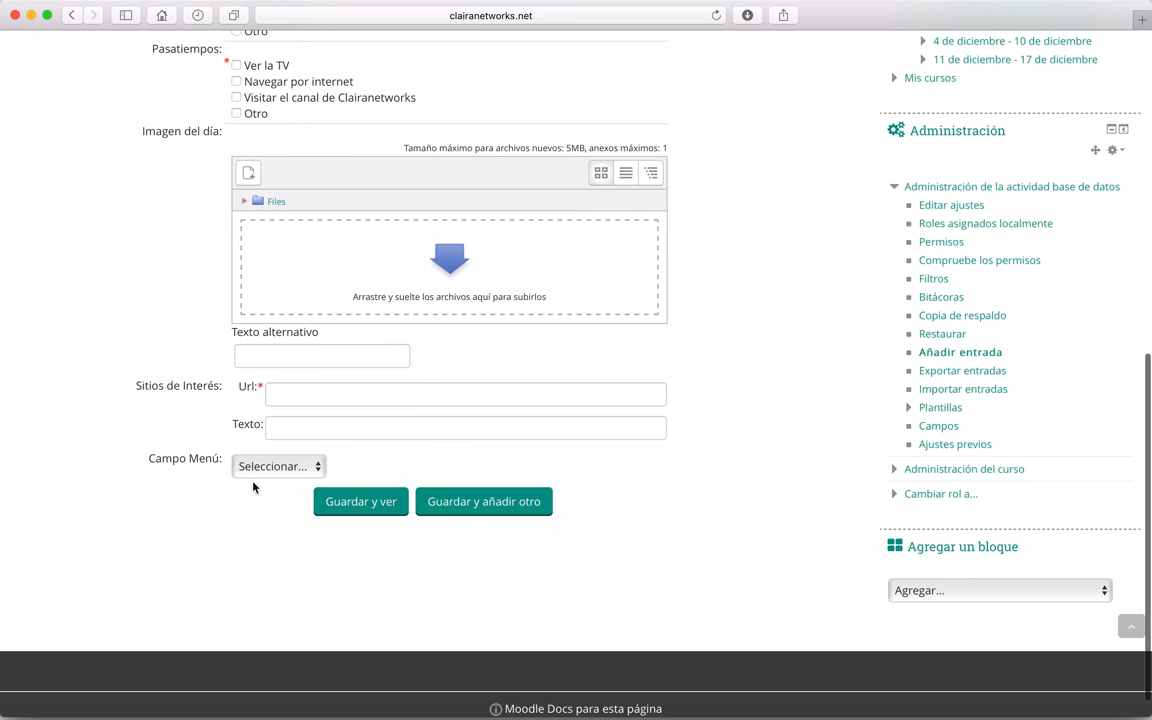 clairanetworks.net
Otro
Pasatiempos:
*
Ver la TV
Navegar por internet
Visitar el canal de Clairanetworks
Otro
Imagen del día:
Tamaño máximo para archivos nuevos: 5MB, anexos máximos: 1
Files
Arrastre y suelte los archivos aquí para subirlos
Texto alternativo
Sitios de Interés:
Url:*
Texto:
Campo Menú:
Seleccionar...
Guardar y ver
Guardar y añadir otro
4 de diciembre - 10 de diciembre
11 de diciembre - 17 de diciembre
Mis cursos
Administración
Administración de la actividad base de datos
Editar ajustes
Roles asignados localmente
Permisos
Compruebe los permisos
Filtros
Bitácoras
Copia de respaldo
Restaurar
Añadir entrada
Exportar entradas
Importar entradas
Plantillas
Campos
Ajustes previos
Administración del curso
Cambiar rol a...
Agregar un bloque
Agregar...
Moodle Docs para esta página